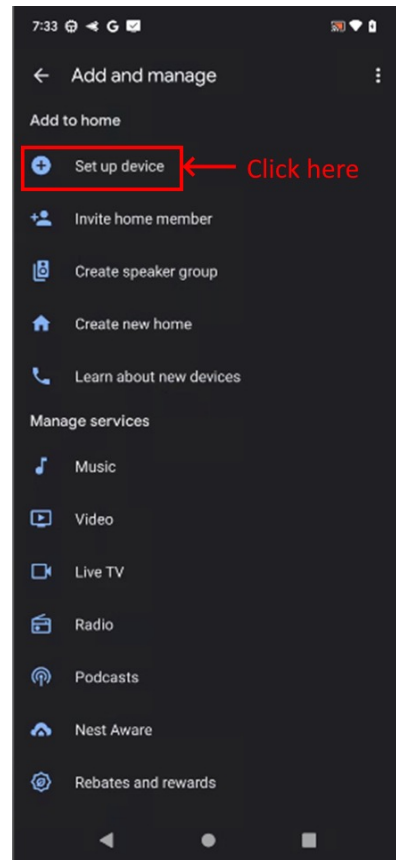 7:33 G
Add and manage
Add to home
Set up device Click here
Invite home member
Create speaker group
Create new home
Learn about new devices
Manage services
Music
Video
Live TV
Radio
Podcasts
Nest Aware
Rebates and rewards